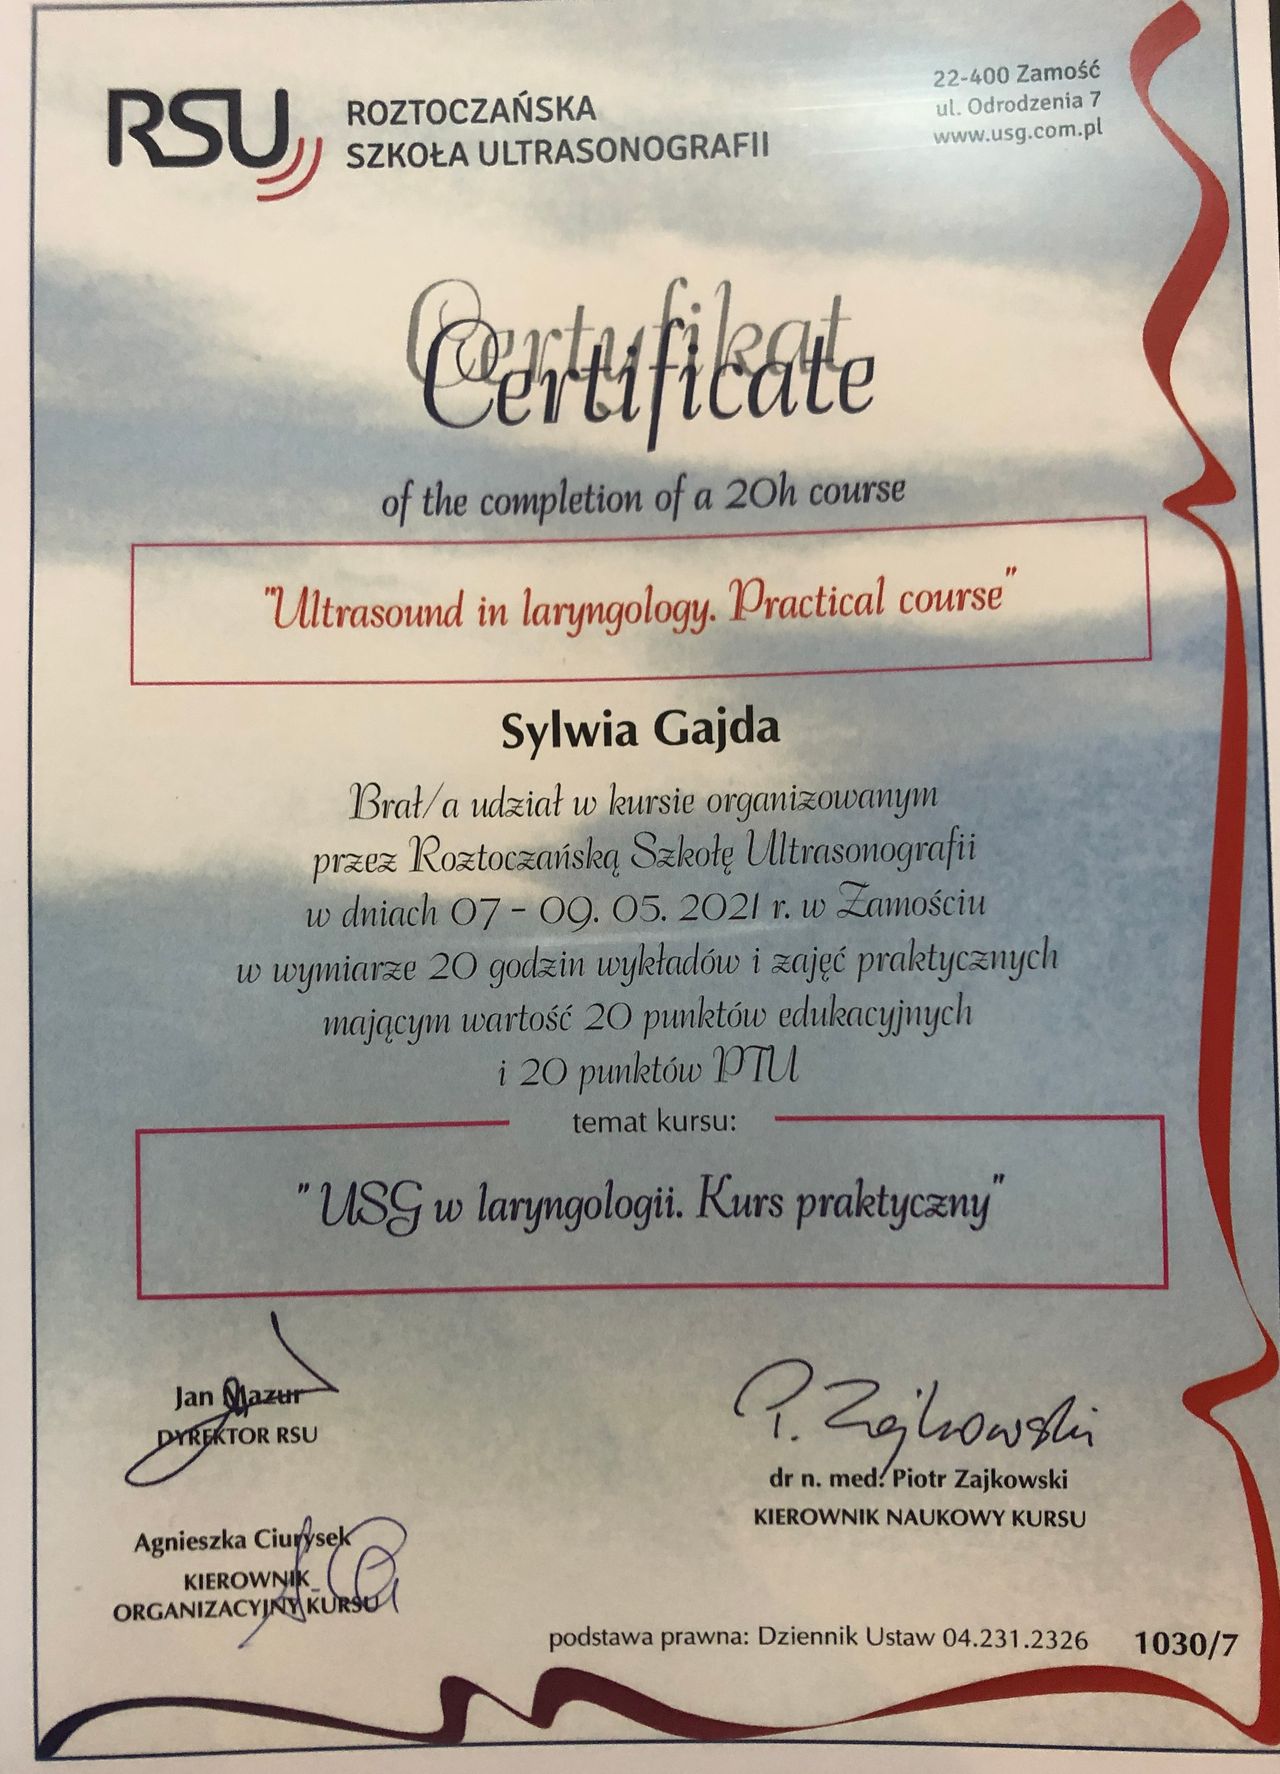 RSU
ROZTOCZAŃSKA
SZKOŁA ULTRASONOGRAFII
22-400 Zamość
ul. Odrodzenia 7
www.usg.com.pl
Certyfikat
Certificate
of the completion of a 20h course
"Ultrasound in laryngology. Practical course"
Sylwia Gajda
Brał/a udział w kursie organizowanym
przez Roztoczańską Szkołę Ultrasonografii
w dniach 07 - 09. 05. 2021 r. w Zamościu
w wymiarze 20 godzin wykładów i zajęć praktycznych
mającym wartość 20 punktów edukacyjnych
i 20 punktów PTU
temat kursu:
" USG w laryngologii. Kurs praktyczny"
Jan Mazur
DYREKTOR RSU
P. Zajkowski
dr n. med. Piotr Zajkowski
KIEROWNIK NAUKOWY KURSU
Agnieszka Ciurysek
KIEROWNIK
ORGANIZACYJNY KURSU
podstawa prawna: Dziennik Ustaw 04.231.2326
1030/7